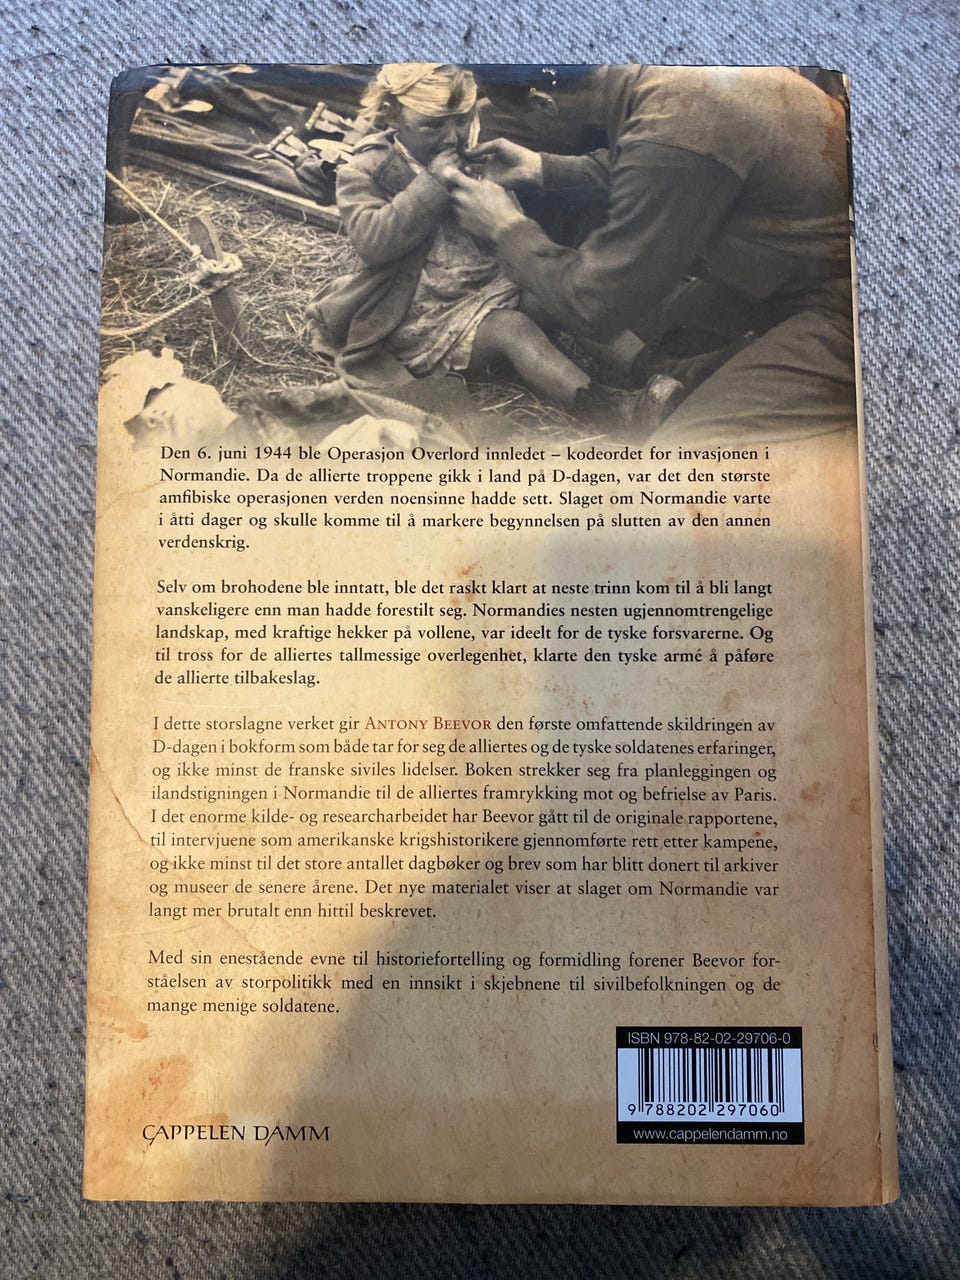 Den 6. juni 1944 ble Operasjon Overlord innledet – kodeordet for invasjonen i
Normandie. Da de allierte troppene gikk i land på D-dagen, var det den største
amfibiske operasjonen verden noensinne hadde sett. Slaget om Normandie varte
i åtti dager og skulle komme til å markere begynnelsen på slutten av den annen
verdenskrig.
Selv om brohodene ble inntatt, ble det raskt klart at neste trinn kom til å bli langt
vanskeligere enn man hadde forestilt seg. Normandies nesten ugjennomtrengelige
landskap, med kraftige hekker på vollene, var ideelt for de tyske forsvarerne. Og
til tross for de alliertes tallmessige overlegenhet, klarte den tyske armé å påføre
de allierte tilbakeslag.
I dette storslagne verket gir ANTONY BEEVOR den første omfattende skildringen av
D-dagen i bokform som både tar for seg de alliertes og de tyske soldatenes erfaringer,
og ikke minst de franske siviles lidelser. Boken strekker seg fra planleggingen og
ilandstigningen i Normandie til de alliertes framrykking mot og befrielse av Paris.
I det enorme kilde- og researcharbeidet har Beevor gått til de originale rapportene,
til intervjuene som amerikanske krigshistorikere gjennomførte rett etter kampene,
og ikke minst til det store antallet dagbøker og brev som har blitt donert til arkiver
og museer de senere årene. Det nye materialet viser at slaget om Normandie var
langt mer brutalt enn hittil beskrevet.
Med sin enestående evne til historiefortelling og formidling forener Beevor for-
ståelsen av storpolitikk med en innsikt i skjebnene til sivilbefolkningen og de
mange menige soldatene.
ISBN 978-82-02-29706-0
9 788202 297060
www.cappelendamm.no
CAPPELEN DAMM